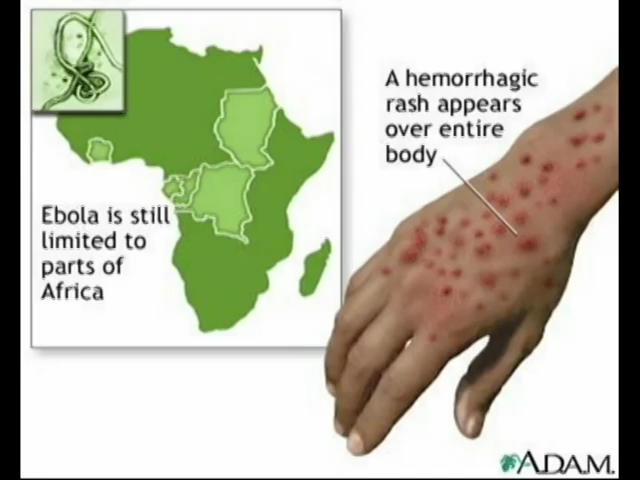 A hemorrhagic
rash appears
over entire
body
Ebola is still
limited to
parts of
Africa
A.D.A.M.